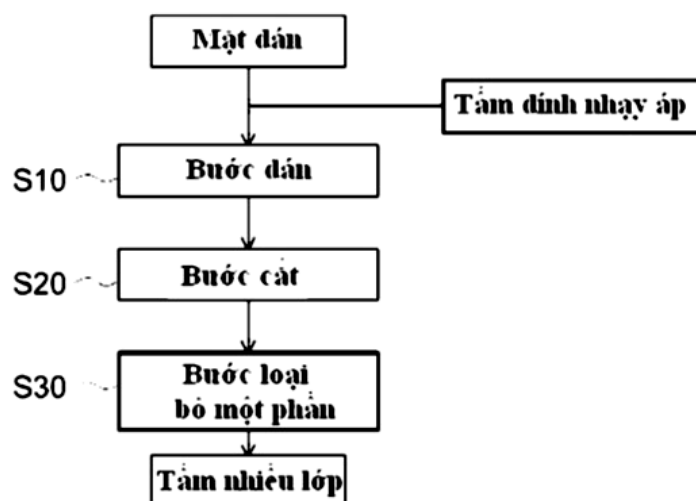 Mặt dán
Tấm dính nhạy áp
S10
Bước dán
S20
Bước cắt
S30
Bước loại
bỏ một phần
Tấm nhiều lớp